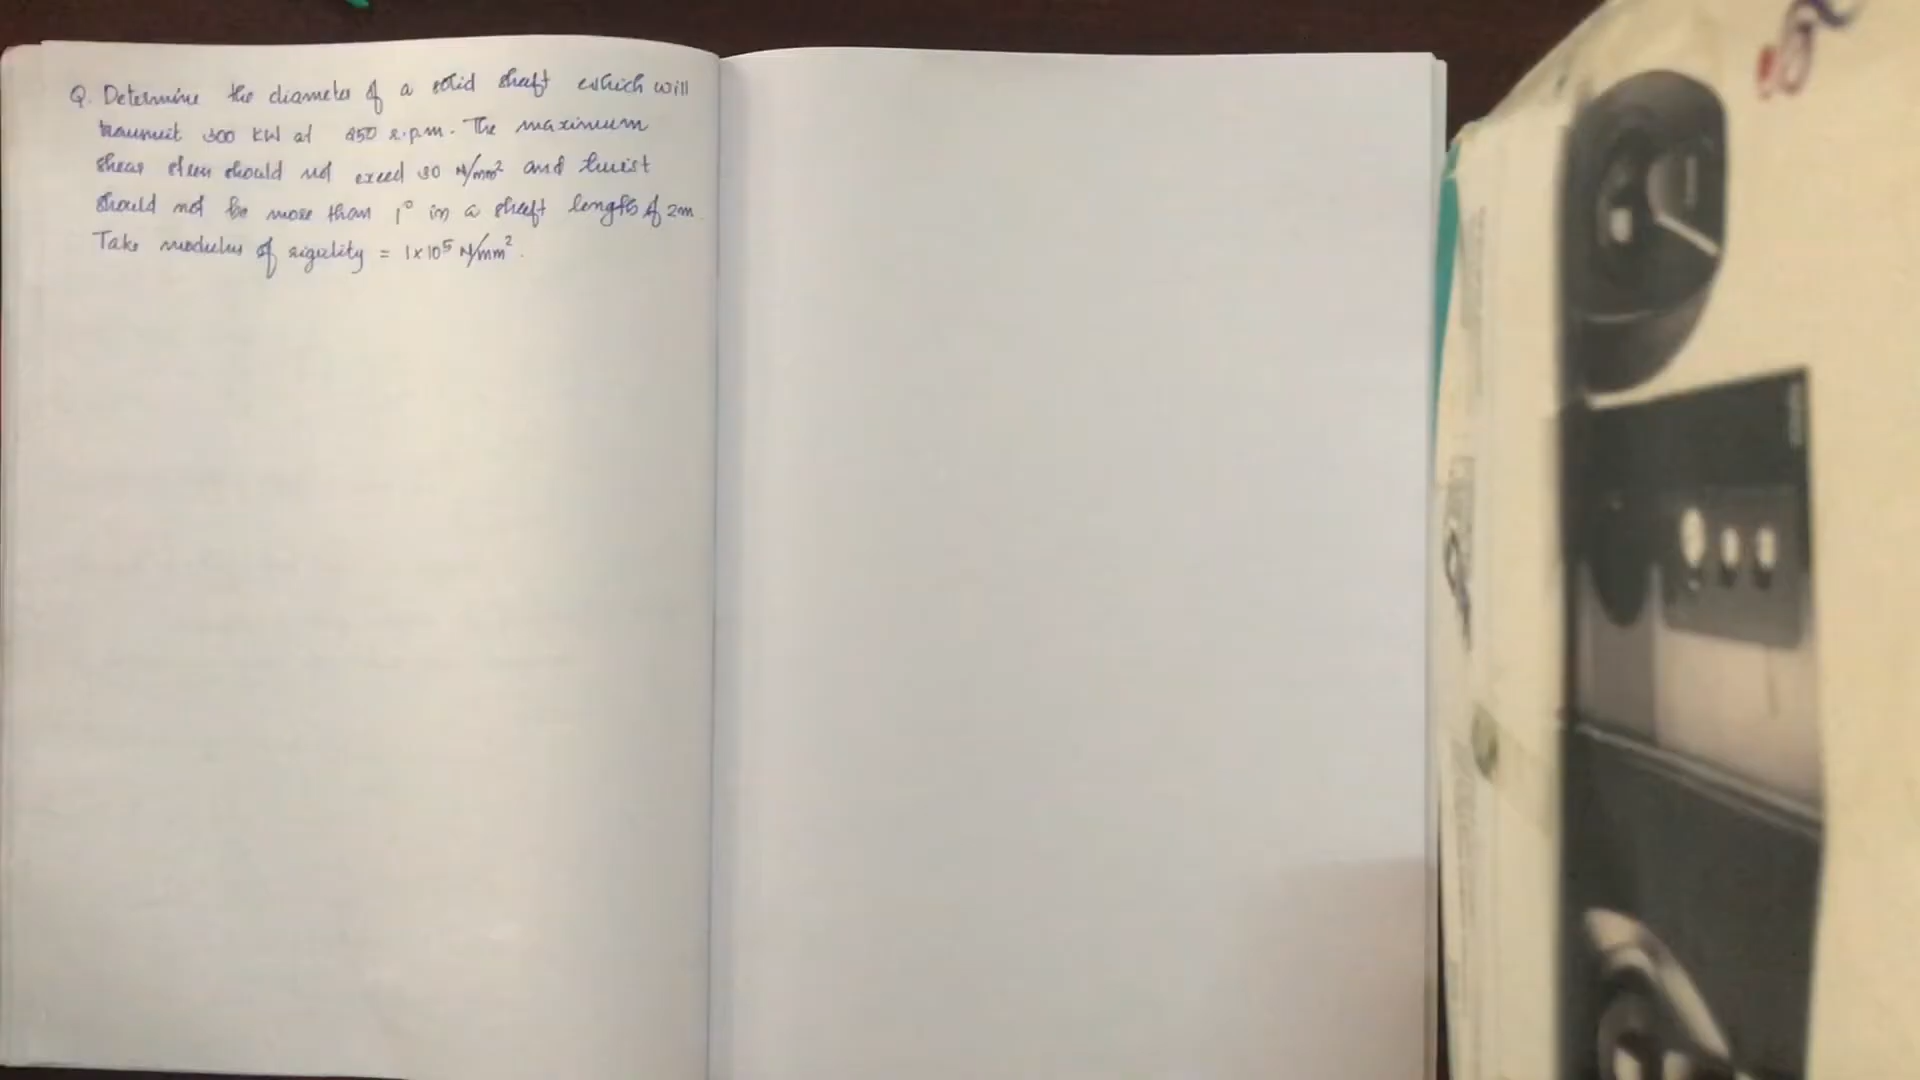 Q. Determine the diameter of a solid shaft which will
transmit 300 KW at 250 r.p.m. The maximum
shear stress should not exceed 30 N/mm² and twist
should not be more than 1° in a shaft length of 2m
Take modulus of rigidity = 1x10⁵ N/mm².